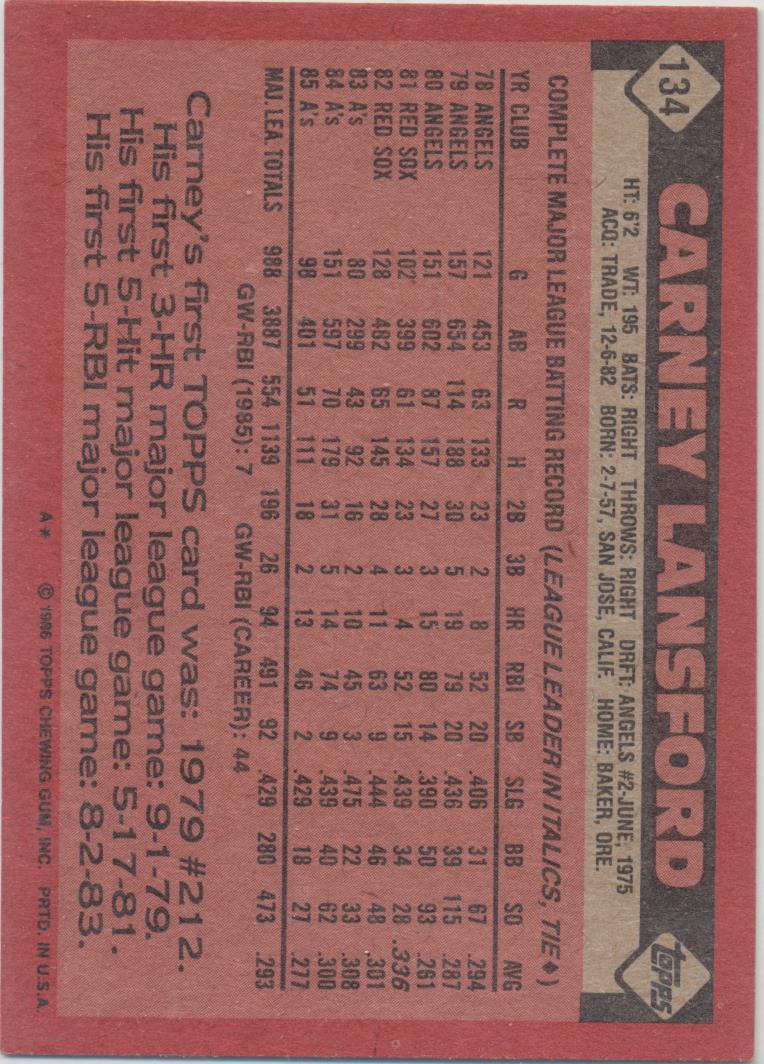 134
CARNEY LANSFORD
topps
HT: 6'2 WT: 195 BATS: RIGHT THROWS: RIGHT DRFT: ANGELS #2-JUNE, 1975
ACQ: TRADE, 12-6-82 BORN: 2-7-57, SAN JOSE, CALIF. HOME: BAKER, ORE.
COMPLETE MAJOR LEAGUE BATTING RECORD (LEAGUE LEADER IN ITALICS, TIE♦)
YR CLUB G AB R H 2B 3B HR RBI SB SLG BB SO AVG
78 ANGELS 121 453 63 133 23 2 8 52 20 .406 31 67 .294
79 ANGELS 157 654 114 188 30 5 19 79 20 .436 39 115 .287
80 ANGELS 151 602 87 157 27 3 15 80 14 .390 50 93 .261
81 RED SOX 102 399 61 134 23 3 4 52 15 .439 34 28 .336
82 RED SOX 128 482 65 145 28 4 11 63 9 .444 46 48 .301
83 A's 80 299 43 92 16 2 10 45 3 .475 22 33 .308
84 A's 151 597 70 179 31 5 14 74 9 .439 40 62 .300
85 A's 98 401 51 111 18 2 13 46 2 .429 18 27 .277
MAJ. LEA. TOTALS 988 3887 554 1139 196 26 94 491 92 .429 280 473 .293
GW-RBI (1985): 7 GW-RBI (CAREER): 44
Carney's first TOPPS card was: 1979 #212.
His first 3-HR major league game: 9-1-79.
His first 5-Hit major league game: 5-17-81.
His first 5-RBI major league game: 8-2-83.
A* © 1986 TOPPS CHEWING GUM, INC. PRTD. IN U.S.A.